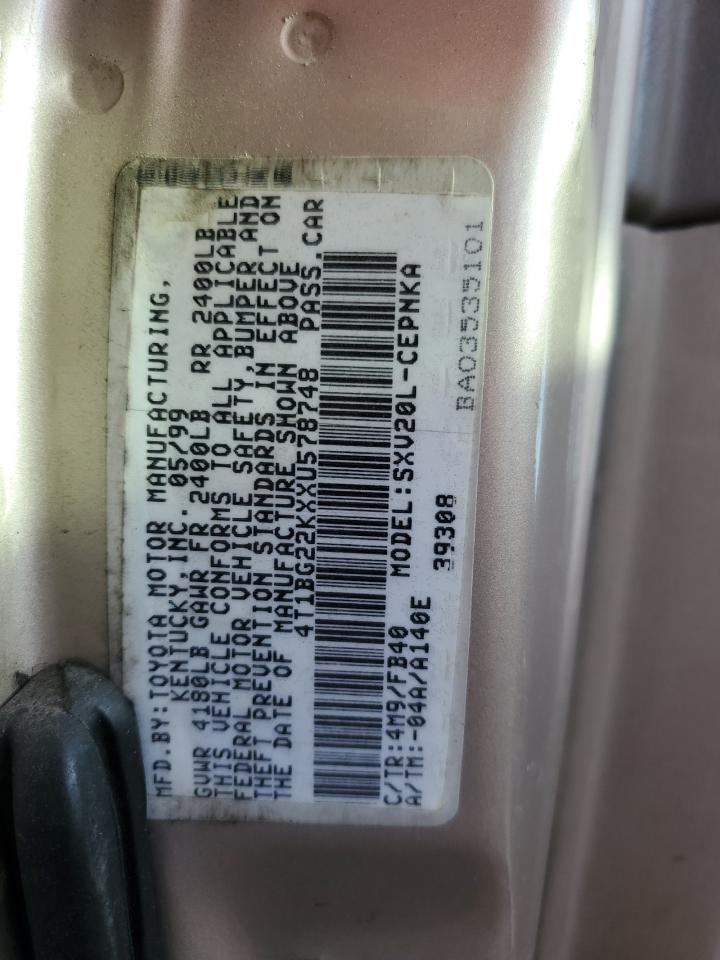 MFD.BY:TOYOTA MOTOR MANUFACTURING,
KENTUCKY,INC. 05/99
GVWR 4180LB GAWR FR 2400LB RR 2400LB
THIS VEHICLE CONFORMS TO ALL APPLICABLE
FEDERAL MOTOR VEHICLE SAFETY,BUMPER AND
THEFT PREVENTION STANDARDS IN EFFECT ON
THE DATE OF MANUFACTURE SHOWN ABOVE
4T1BG22KXXU578748 PASS.CAR
C/TR:4M9/FB40 MODEL:SXV20L-CEPNKA
A/TM:-04A/A140E 39308
BA03535101